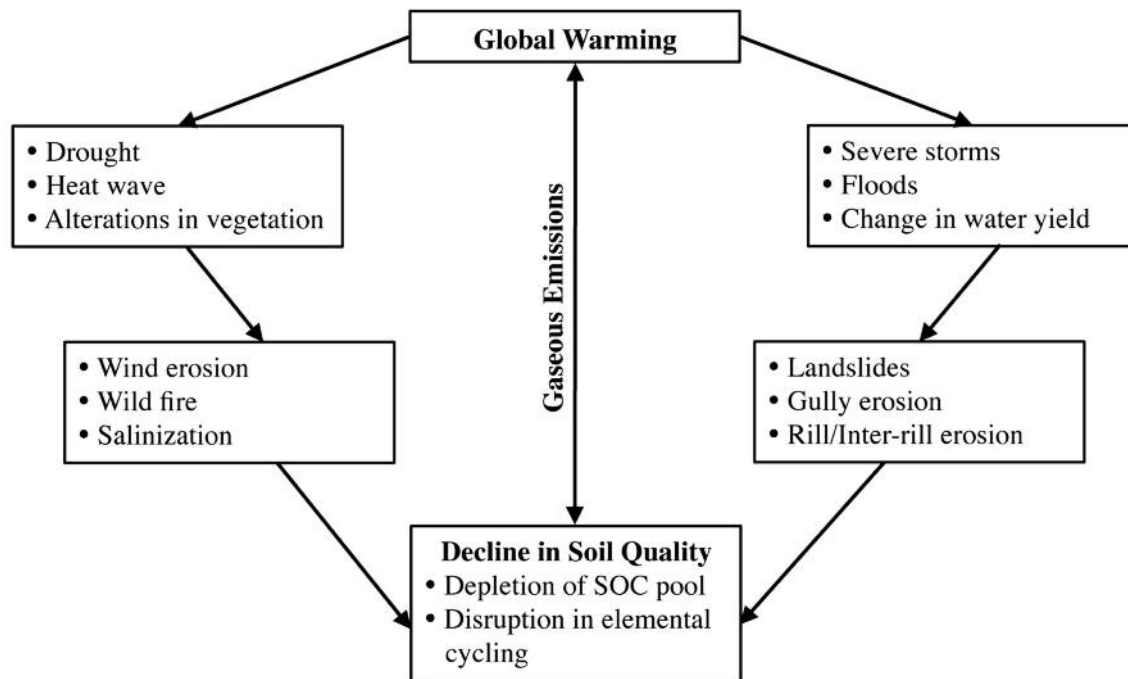 Global Warming
• Drought
• Heat wave
• Alterations in vegetation
• Severe storms
• Floods
• Change in water yield
Gaseous Emissions
• Wind erosion
• Wild fire
• Salinization
• Landslides
• Gully erosion
• Rill/Inter-rill erosion
Decline in Soil Quality
• Depletion of SOC pool
• Disruption in elemental
cycling